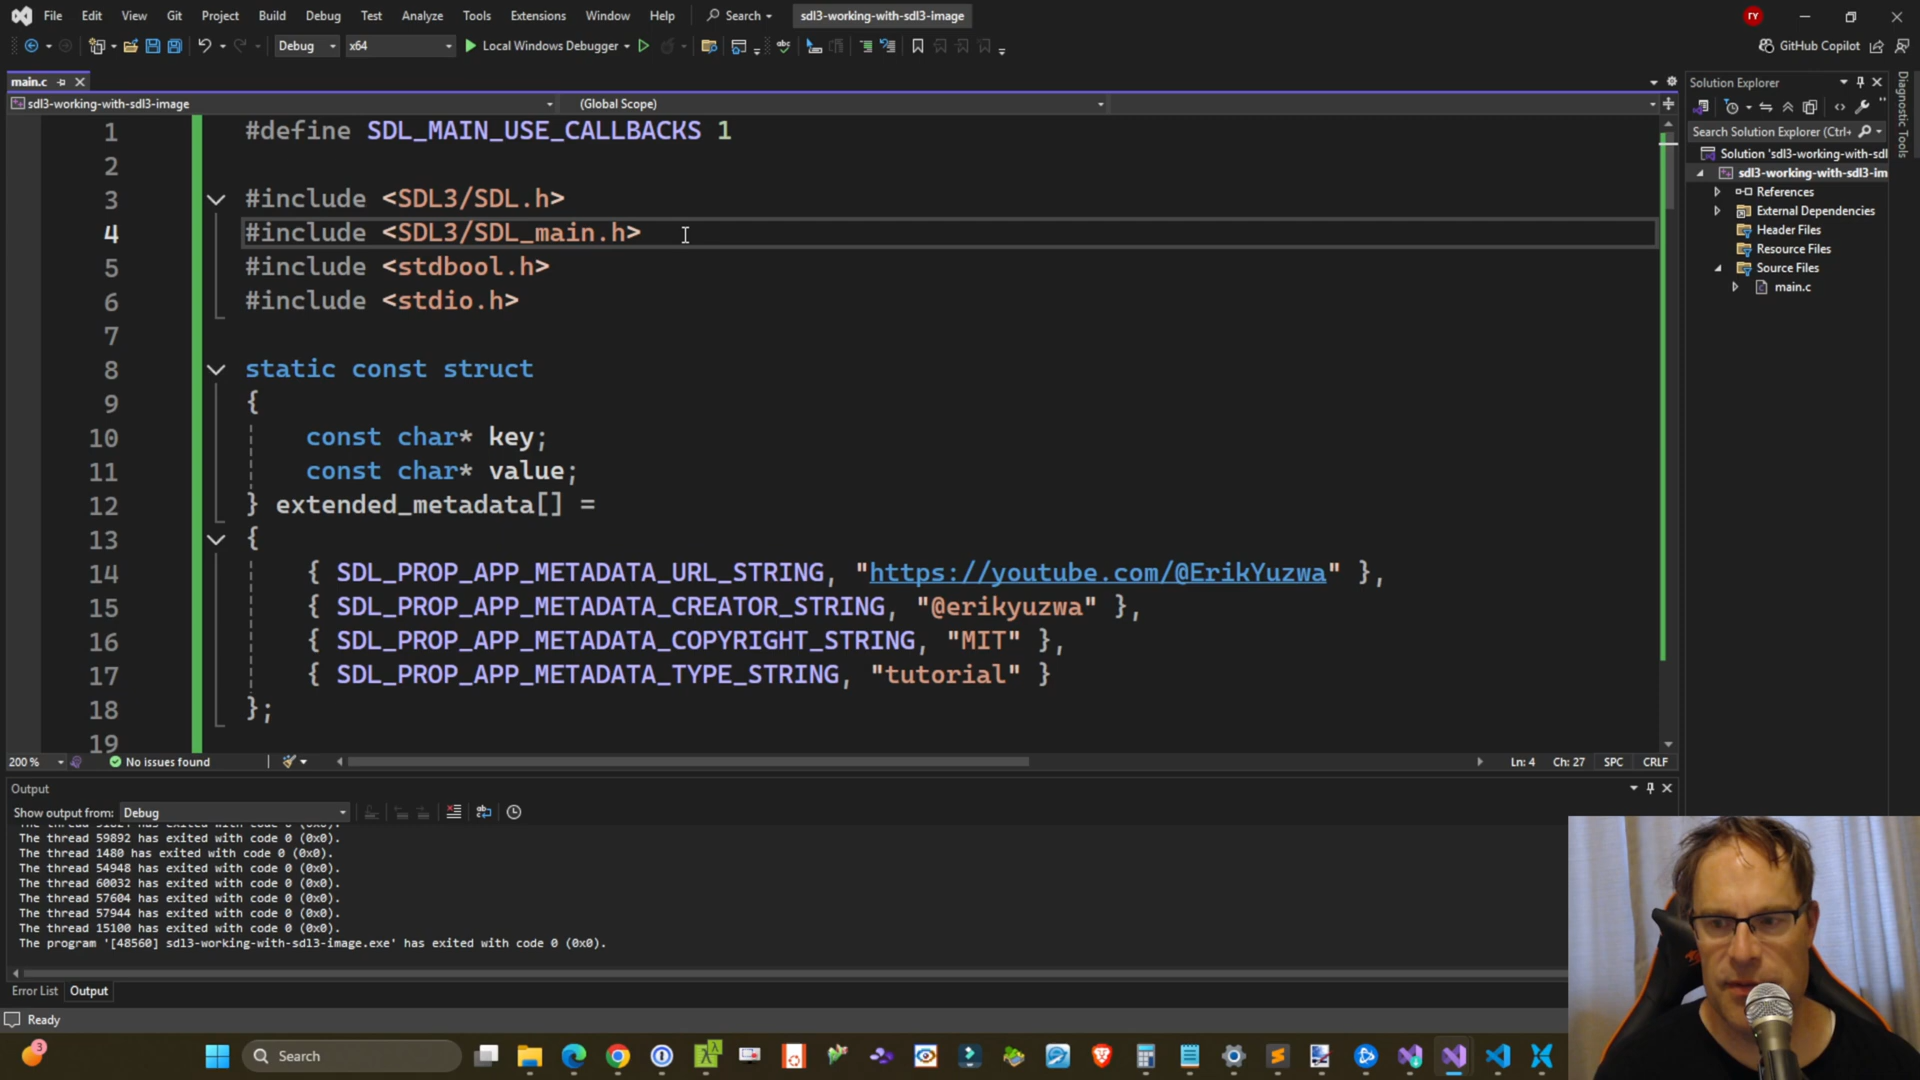 File Edit View Git Project Build Debug Test Analyze Tools Extensions Window Help Search sdl3-working-with-sdl3-image RY
Debug x64 Local Windows Debugger GitHub Copilot
main.c
sdl3-working-with-sdl3-image (Global Scope)
1 #define SDL_MAIN_USE_CALLBACKS 1
2
3 #include <SDL3/SDL.h>
4 #include <SDL3/SDL_main.h>
5 #include <stdbool.h>
6 #include <stdio.h>
7
8 static const struct
9 {
10 const char* key;
11 const char* value;
12 } extended_metadata[] =
13 {
14 { SDL_PROP_APP_METADATA_URL_STRING, "https://youtube.com/@ErikYuzwa" },
15 { SDL_PROP_APP_METADATA_CREATOR_STRING, "@erikyuzwa" },
16 { SDL_PROP_APP_METADATA_COPYRIGHT_STRING, "MIT" },
17 { SDL_PROP_APP_METADATA_TYPE_STRING, "tutorial" }
18 };
19
200 % No issues found Ln: 4 Ch: 27 SPC CRLF
Solution Explorer
Search Solution Explorer (Ctrl+
Solution 'sdl3-working-with-sdl
sdl3-working-with-sdl3-im
References
External Dependencies
Header Files
Resource Files
Source Files
main.c
Diagnostic Tools
Output
Show output from: Debug
The thread 59892 has exited with code 0 (0x0).
The thread 1480 has exited with code 0 (0x0).
The thread 54948 has exited with code 0 (0x0).
The thread 60032 has exited with code 0 (0x0).
The thread 57604 has exited with code 0 (0x0).
The thread 57944 has exited with code 0 (0x0).
The thread 15100 has exited with code 0 (0x0).
The program '[48560] sdl3-working-with-sdl3-image.exe' has exited with code 0 (0x0).
Error List Output
Ready
3 Search